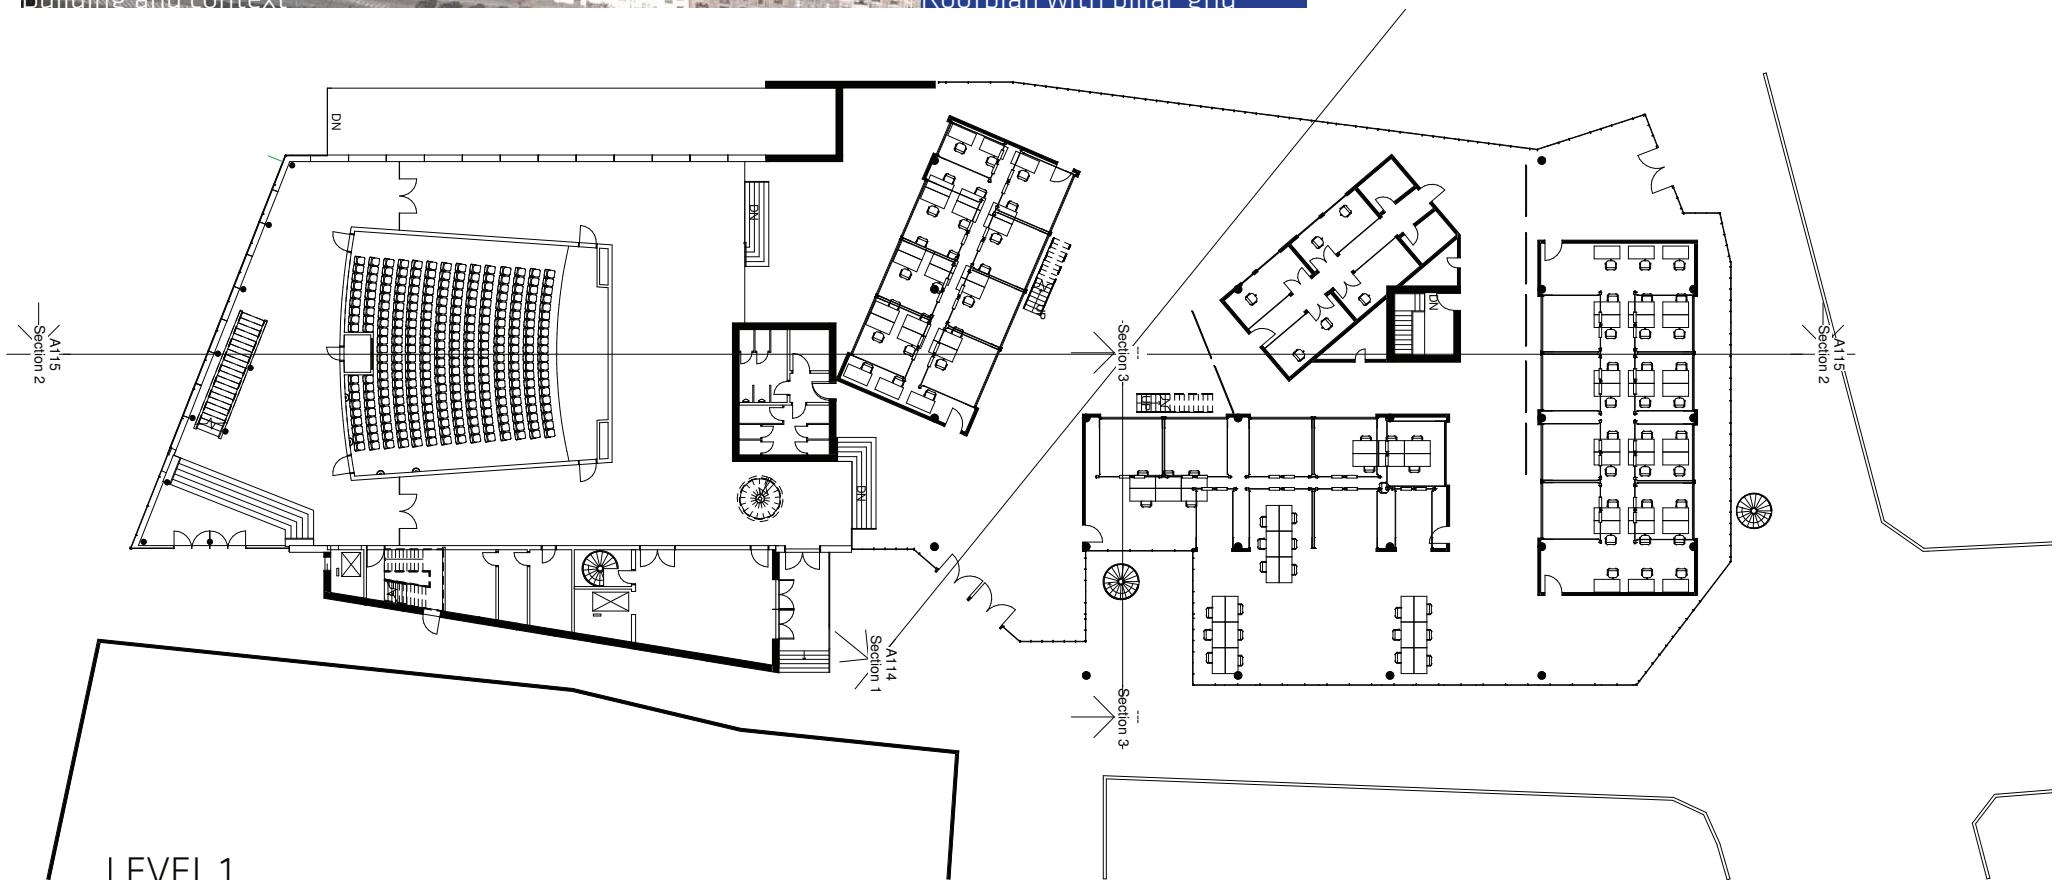 Building and context
Roofplan with pillar grid
DN
DN
DN
DN
A115
Section 2
Section 3
A115
Section 2
A114
Section 1
Section 3
LEVEL 1